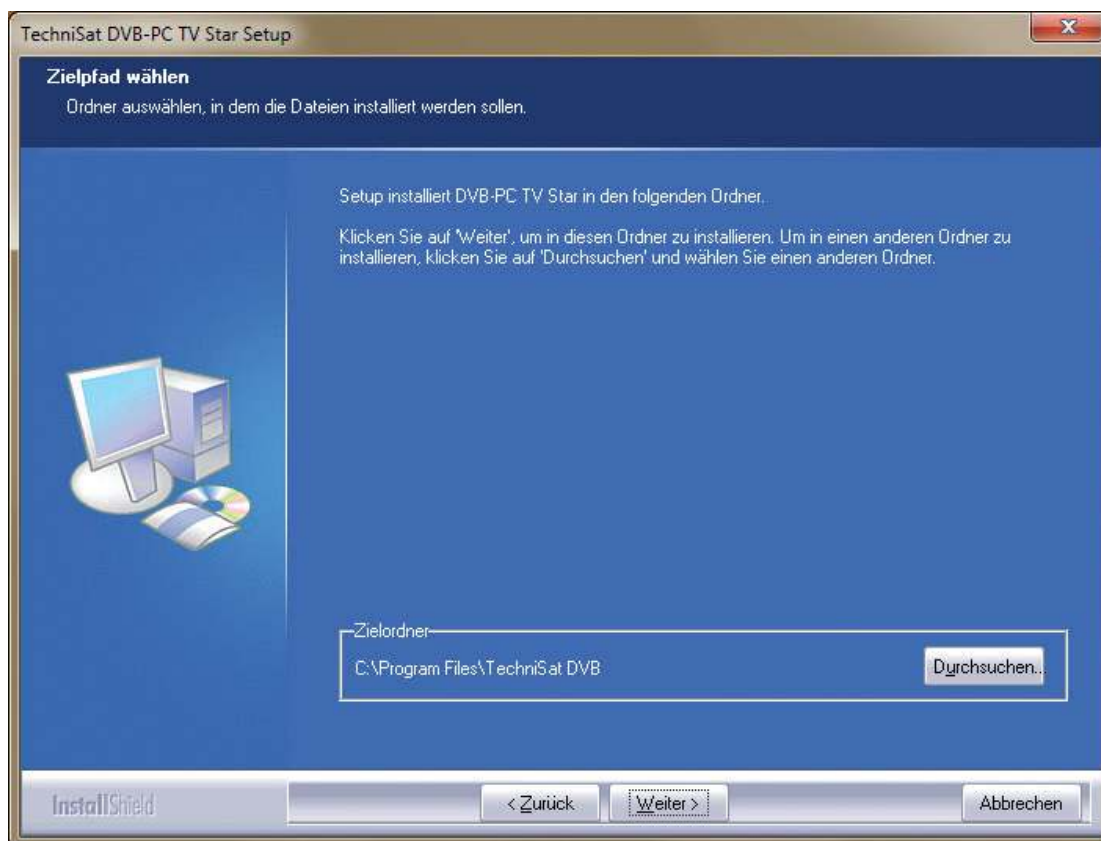 TechniSat DVB-PC TV Star Setup
Zielpfad wählen
Ordner auswählen, in dem die Dateien installiert werden sollen.
Setup installiert DVB-PC TV Star in den folgenden Ordner.
Klicken Sie auf 'Weiter', um in diesen Ordner zu installieren. Um in einen anderen Ordner zu
installieren, klicken Sie auf 'Durchsuchen' und wählen Sie einen anderen Ordner.
Zielordner
C:\Program Files\TechniSat DVB
Durchsuchen...
InstallShield
< Zurück
Weiter >
Abbrechen